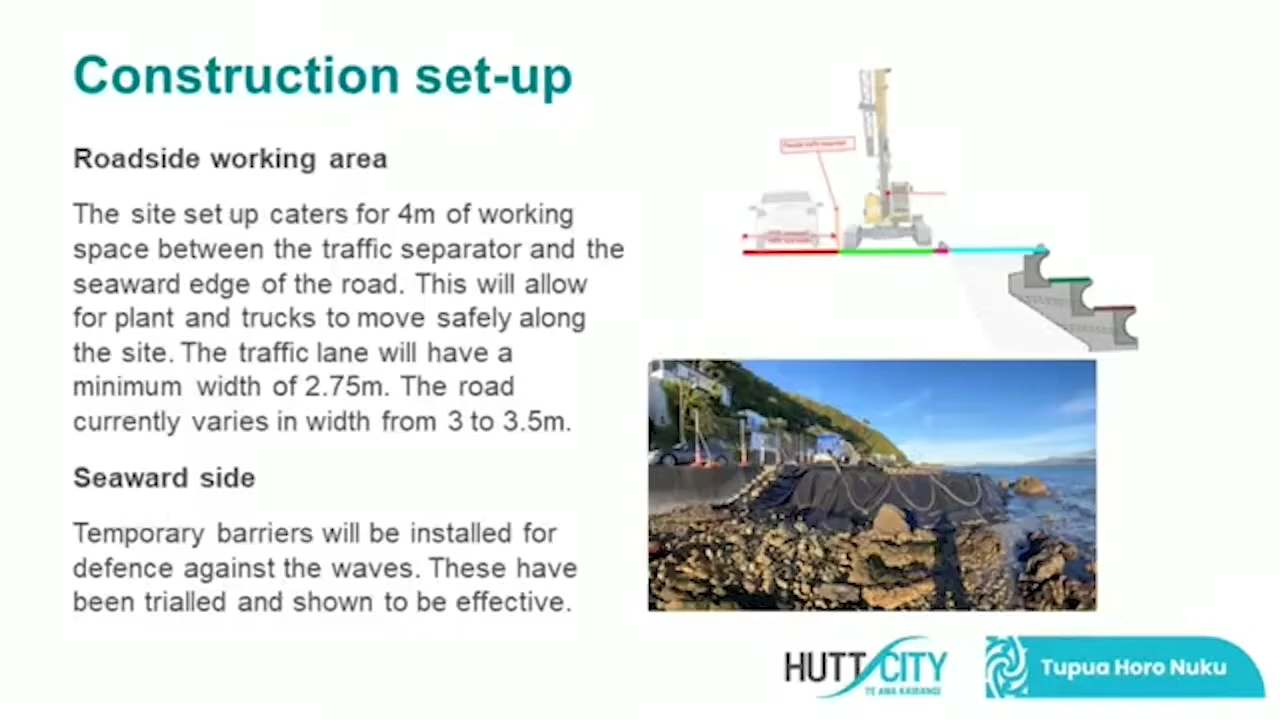 Construction set-up
Roadside working area
The site set up caters for 4m of working
space between the traffic separator and the
seaward edge of the road. This will allow
for plant and trucks to move safely along
the site. The traffic lane will have a
minimum width of 2.75m. The road
currently varies in width from 3 to 3.5m.
Seaward side
Temporary barriers will be installed for
defence against the waves. These have
been trialled and shown to be effective.
HUTT CITY
TE AWA KAIRANGI
Tupua Horo Nuku